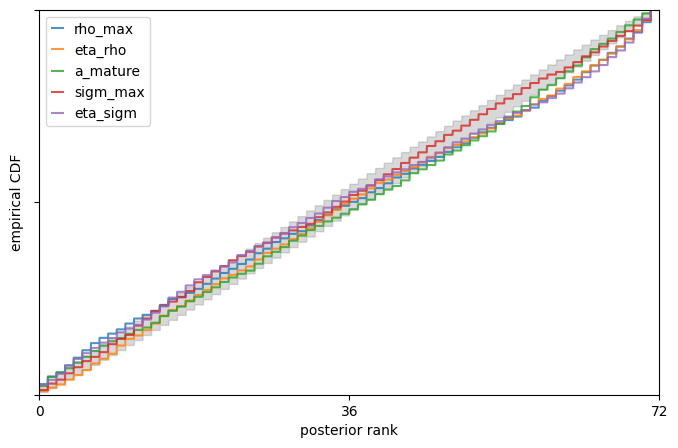 rho_max
eta_rho
a_mature
sigm_max
eta_sigm
empirical CDF
0
36
72
posterior rank